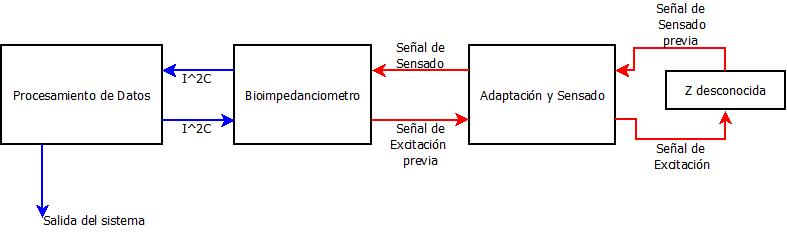 Señal de
Sensado
previa
Señal de
Sensado
I^2C
Procesamiento de Datos
Bioimpedanciometro
Adaptación y Sensado
Z desconocida
I^2C
Señal de
Excitación
previa
Señal de
Excitación
Salida del sistema